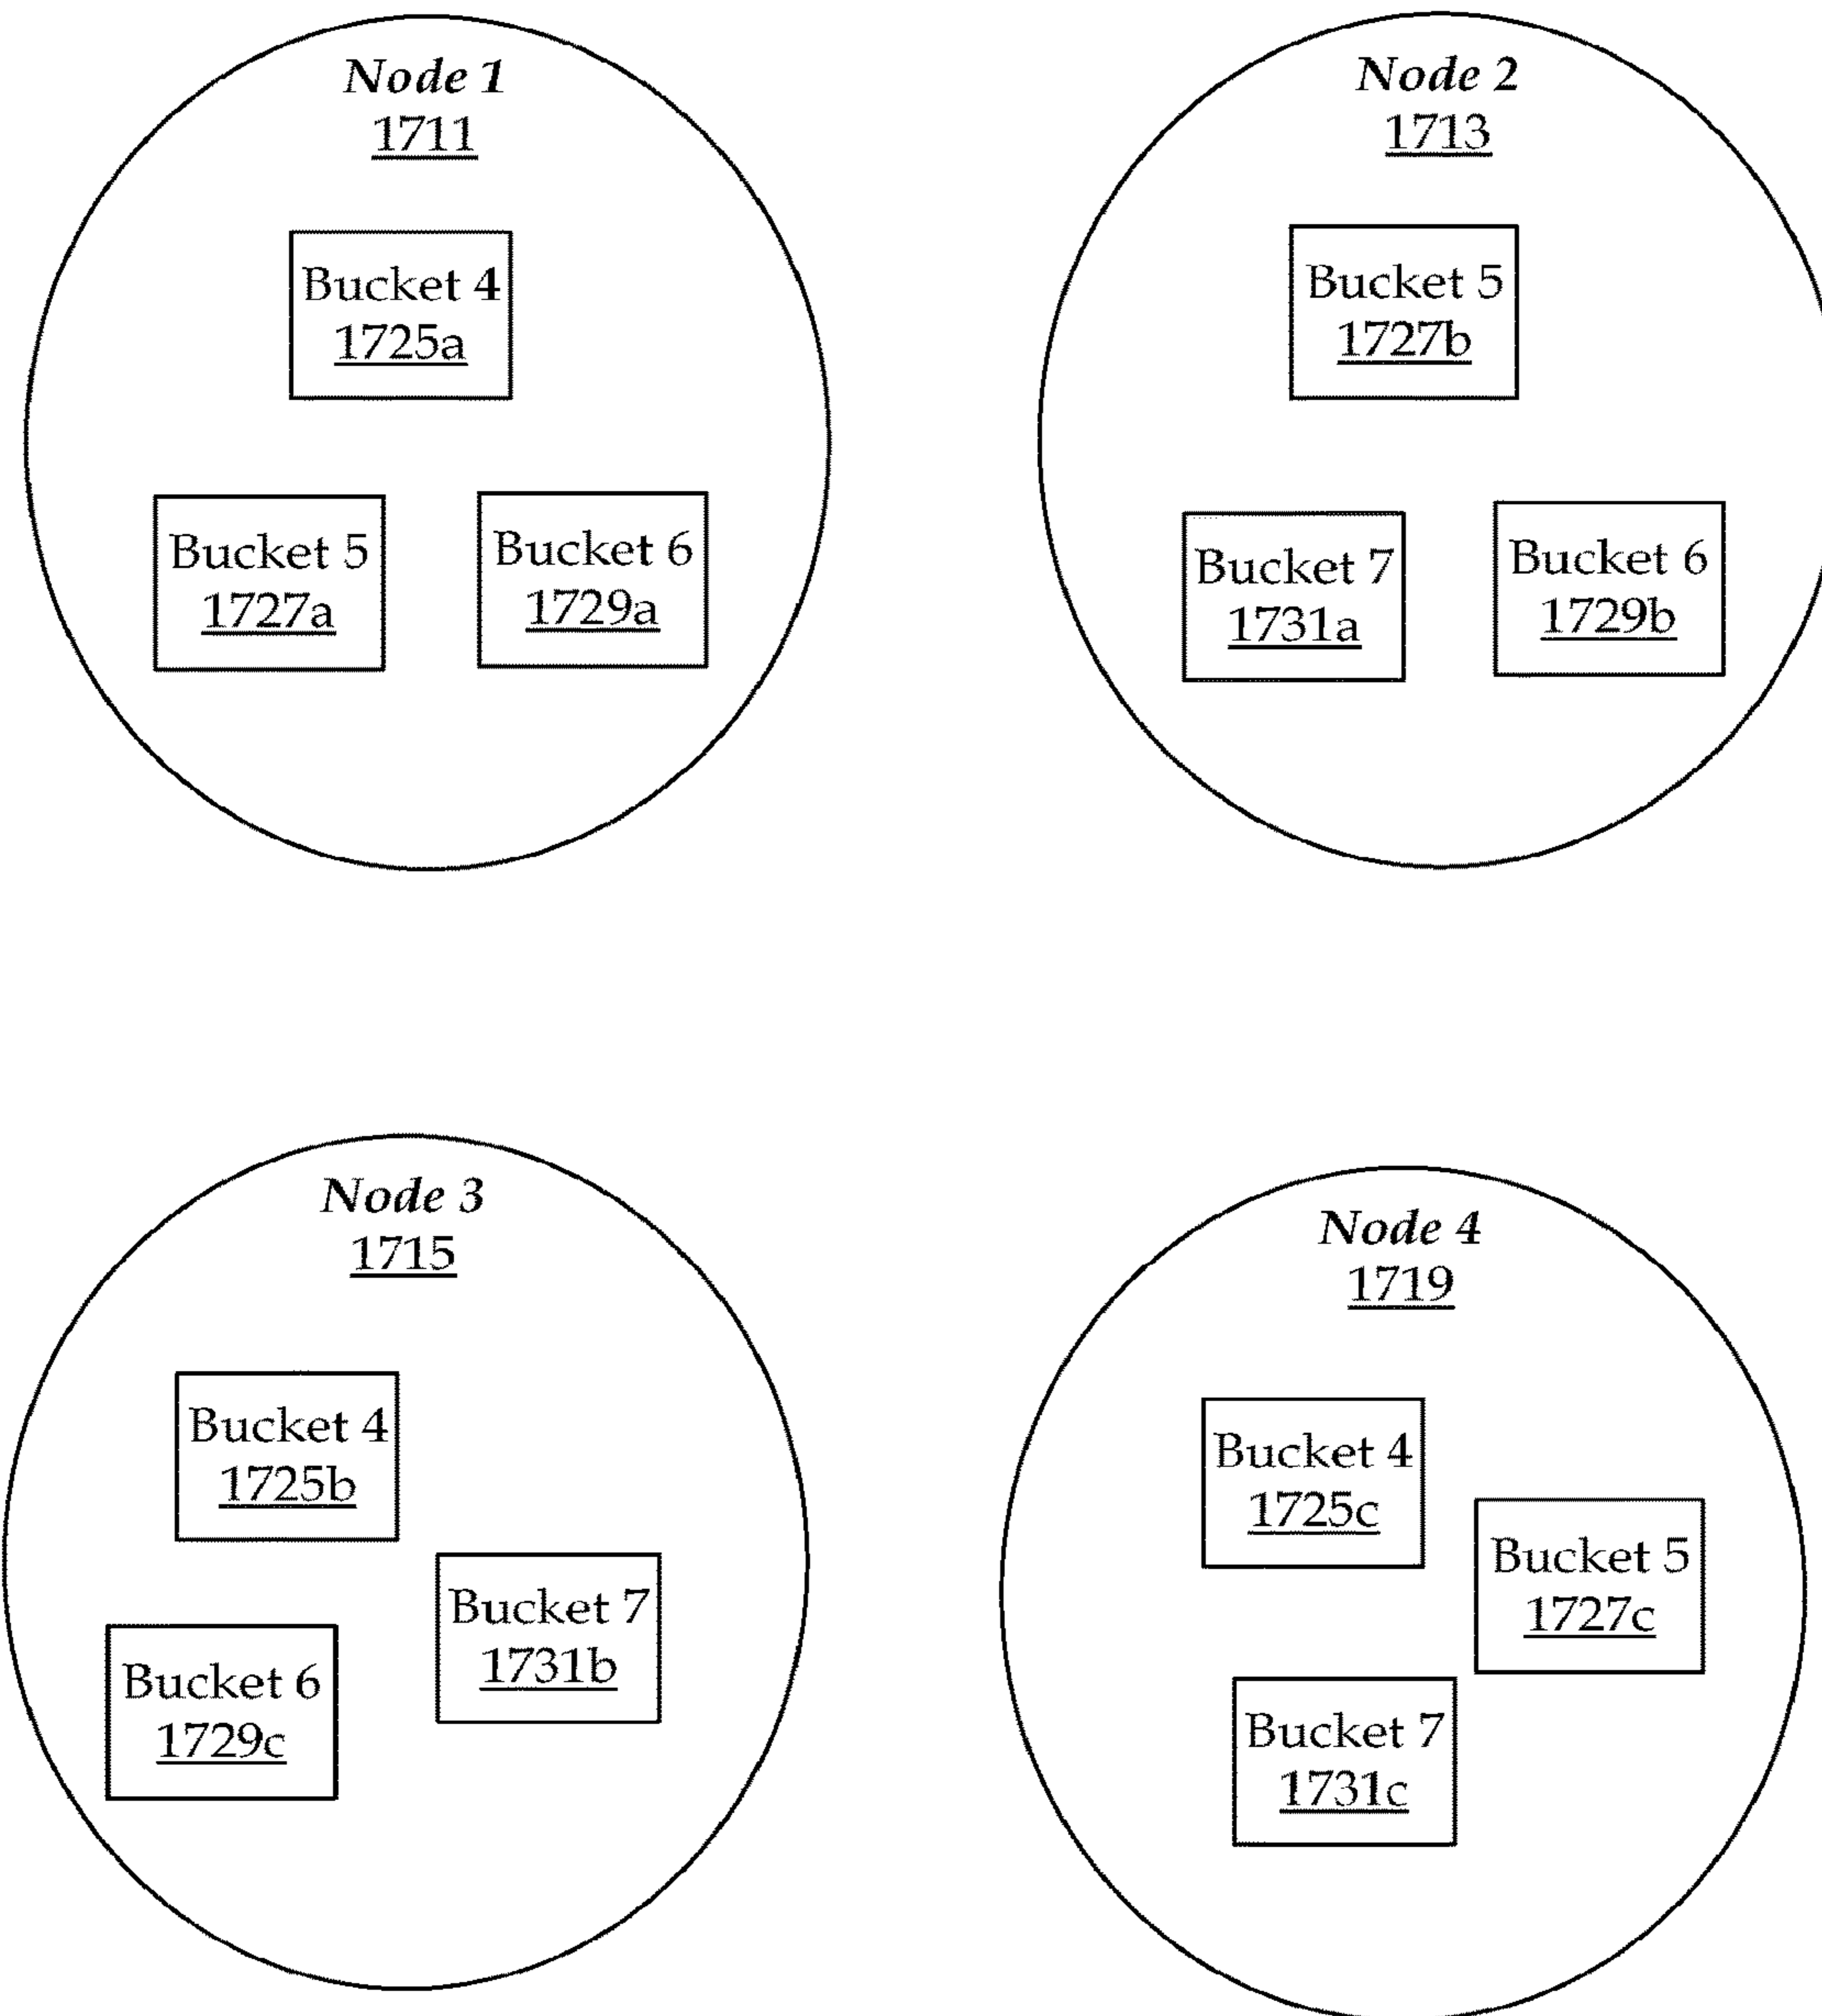 Node 1
1711
Bucket 4
1725a
Bucket 5
1727a
Bucket 6
1729a
Node 2
1713
Bucket 5
1727b
Bucket 7
1731a
Bucket 6
1729b
Node 3
1715
Bucket 4
1725b
Bucket 7
1731b
Bucket 6
1729c
Node 4
1719
Bucket 4
1725c
Bucket 5
1727c
Bucket 7
1731c